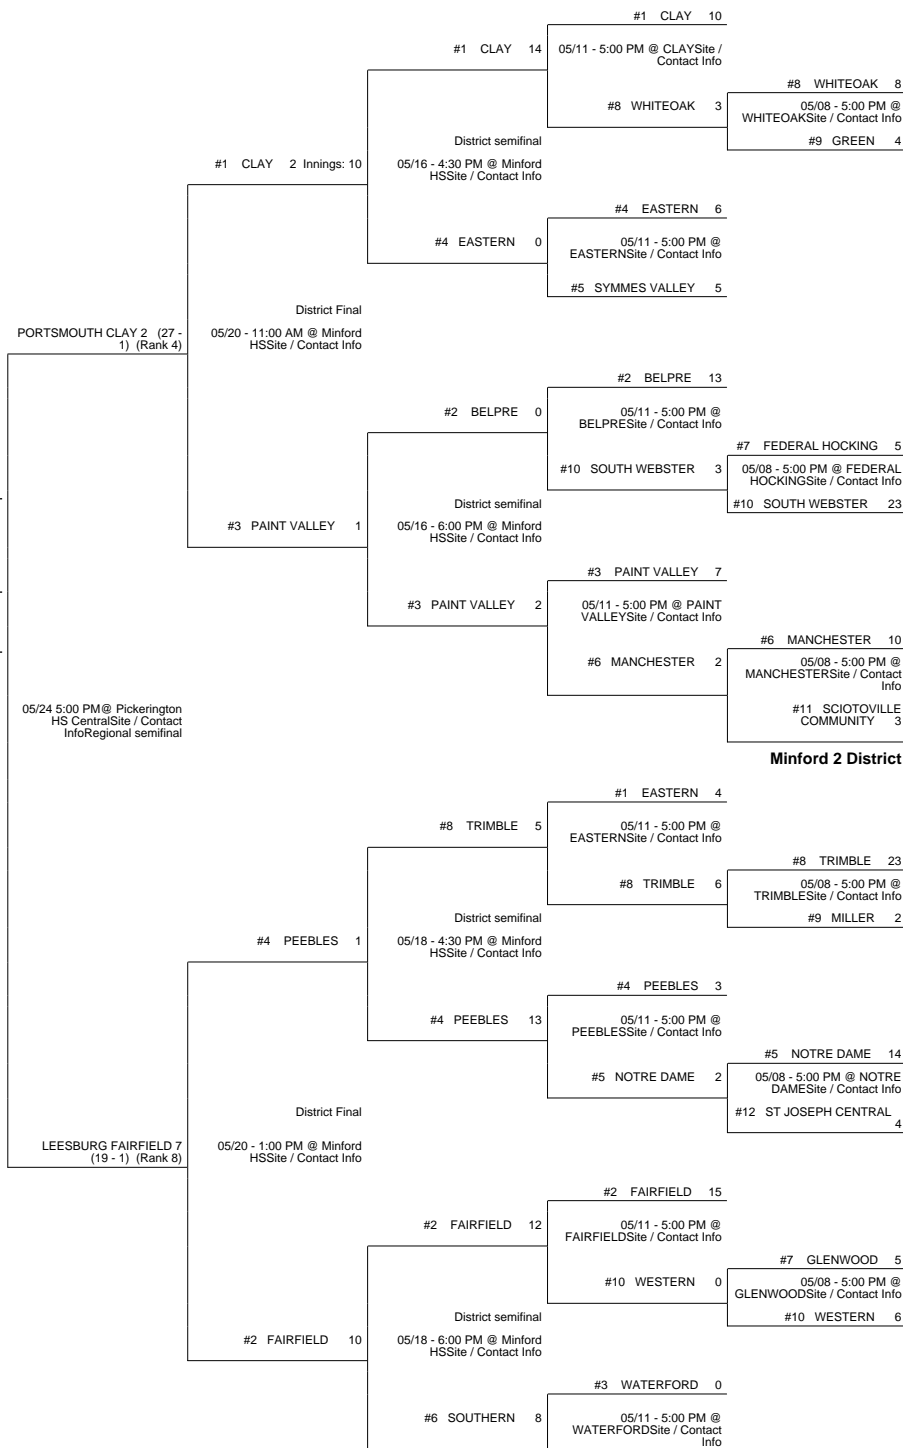 #1 CLAY 10
#1 CLAY 14
05/11 - 5:00 PM @ CLAYSite /
Contact Info
#8 WHITEOAK 8
#8 WHITEOAK 3
05/08 - 5:00 PM @
WHITEOAKSite / Contact Info
#9 GREEN 4
District semifinal
#1 CLAY 2 Innings: 10
05/16 - 4:30 PM @ Minford
HSSite / Contact Info
#4 EASTERN 6
#4 EASTERN 0
05/11 - 5:00 PM @
EASTERNSite / Contact Info
#5 SYMMES VALLEY 5
District Final
PORTSMOUTH CLAY 2 (27 -
1) (Rank 4)
05/20 - 11:00 AM @ Minford
HSSite / Contact Info
#2 BELPRE 13
#2 BELPRE 0
05/11 - 5:00 PM @
BELPRESite / Contact Info
#7 FEDERAL HOCKING 5
#10 SOUTH WEBSTER 3
05/08 - 5:00 PM @ FEDERAL
HOCKINGSite / Contact Info
#10 SOUTH WEBSTER 23
District semifinal
#3 PAINT VALLEY 1
05/16 - 6:00 PM @ Minford
HSSite / Contact Info
#3 PAINT VALLEY 7
#3 PAINT VALLEY 2
05/11 - 5:00 PM @ PAINT
VALLEYSite / Contact Info
#6 MANCHESTER 10
#6 MANCHESTER 2
05/08 - 5:00 PM @
MANCHESTERSite / Contact
Info
#11 SCIOTOVILLE
COMMUNITY 3
05/24 5:00 PM@ Pickerington
HS CentralSite / Contact
InfoRegional semifinal
Minford 2 District
#1 EASTERN 4
#8 TRIMBLE 5
05/11 - 5:00 PM @
EASTERNSite / Contact Info
#8 TRIMBLE 23
#8 TRIMBLE 6
05/08 - 5:00 PM @
TRIMBLESite / Contact Info
#9 MILLER 2
District semifinal
#4 PEEBLES 1
05/18 - 4:30 PM @ Minford
HSSite / Contact Info
#4 PEEBLES 3
#4 PEEBLES 13
05/11 - 5:00 PM @
PEEBLESSite / Contact Info
#5 NOTRE DAME 14
#5 NOTRE DAME 2
05/08 - 5:00 PM @ NOTRE
DAMESite / Contact Info
#12 ST JOSEPH CENTRAL
4
District Final
LEESBURG FAIRFIELD 7
(19 - 1) (Rank 8)
05/20 - 1:00 PM @ Minford
HSSite / Contact Info
#2 FAIRFIELD 15
#2 FAIRFIELD 12
05/11 - 5:00 PM @
FAIRFIELDSite / Contact Info
#7 GLENWOOD 5
#10 WESTERN 0
05/08 - 5:00 PM @
GLENWOODSite / Contact Info
#10 WESTERN 6
District semifinal
#2 FAIRFIELD 10
05/18 - 6:00 PM @ Minford
HSSite / Contact Info
#3 WATERFORD 0
#6 SOUTHERN 8
05/11 - 5:00 PM @
WATERFORDSite / Contact
Info